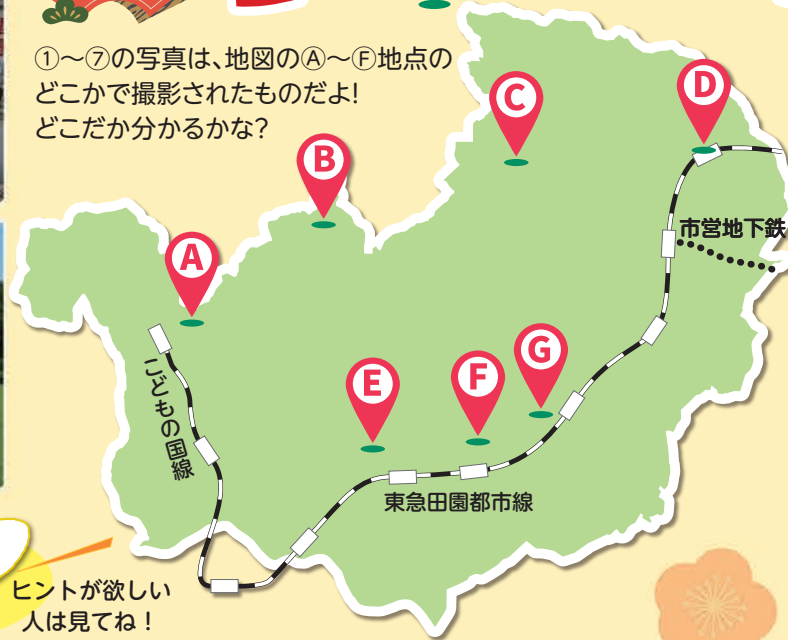 ①～⑦の写真は、地図のⒶ～Ⓕ地点の
どこかで撮影されたものだよ！
どこだか分かるかな？
D
C
B
市営地下鉄
A
G
F
E
こどもの国線
東急田園都市線
ヒントが欲しい
人は見てね！